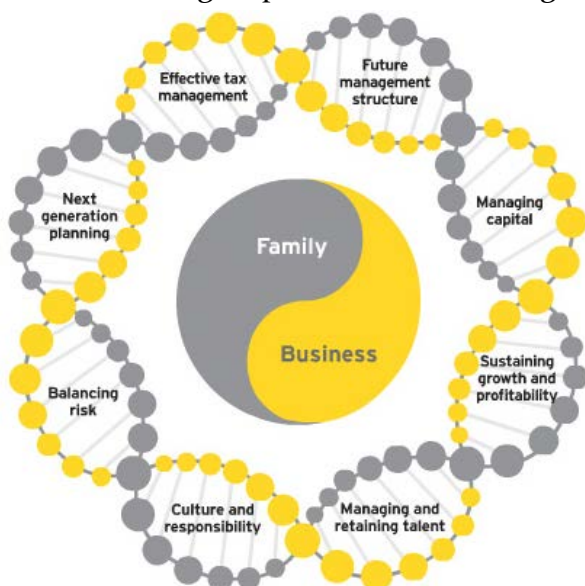 Effective tax
management
Future
management
structure
Managing
capital
Sustaining
growth and
profitability
Managing and
retaining talent
Culture and
responsibility
Balancing
risk
Next
generation
planning
Family
Business